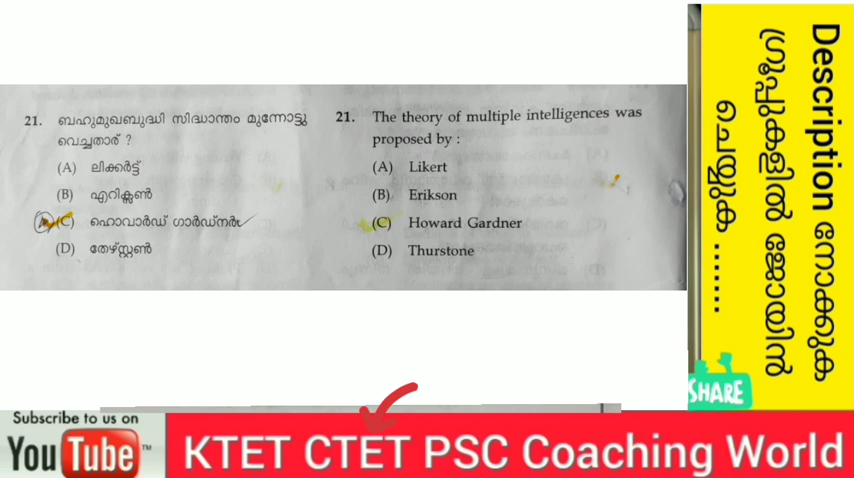 21. ബഹുമുഖബുദ്ധി സിദ്ധാന്തം മുന്നോട്ടു
വെച്ചതാര് ?
(A) ലിക്കർട്ട്
(B) എറിക്സൺ
(C) ഹൊവാർഡ് ഗാർഡ്നർ
(D) തേഴ്സ്റ്റൺ
21. The theory of multiple intelligences was
proposed by :
(A) Likert
(B) Erikson
(C) Howard Gardner
(D) Thurstone
Description നോക്കുക
ഗ്രൂപ്പുകളിൽ ജോയിൻ
ചെയ്യുക ........
SHARE
Subscribe to us on
YouTube™
KTET CTET PSC Coaching World